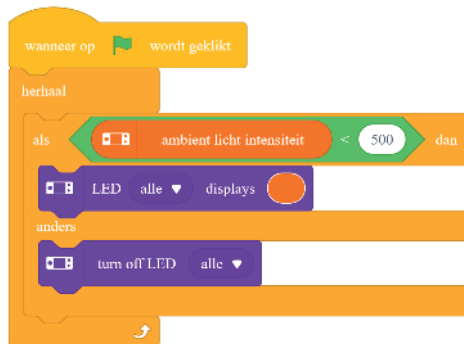 wanneer op wordt geklikt
herhaal
als ambient licht intensiteit < 500 dan
LED alle displays
anders
turn off LED alle